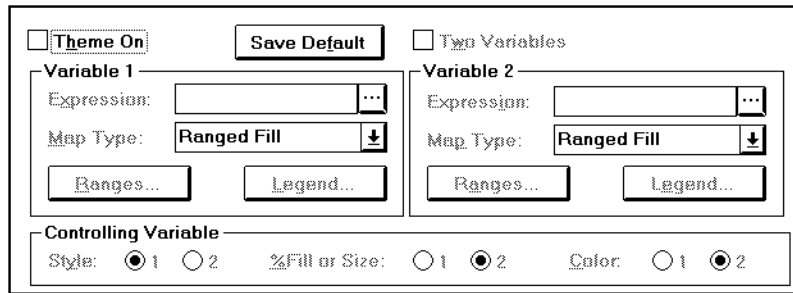 Theme On Save Default Two Variables
Variable 1
Expression: ...
Map Type: Ranged Fill
Ranges... Legend...
Variable 2
Expression: ...
Map Type: Ranged Fill
Ranges... Legend...
Controlling Variable
Style: 1 2 %Fill or Size: 1 2 Color: 1 2